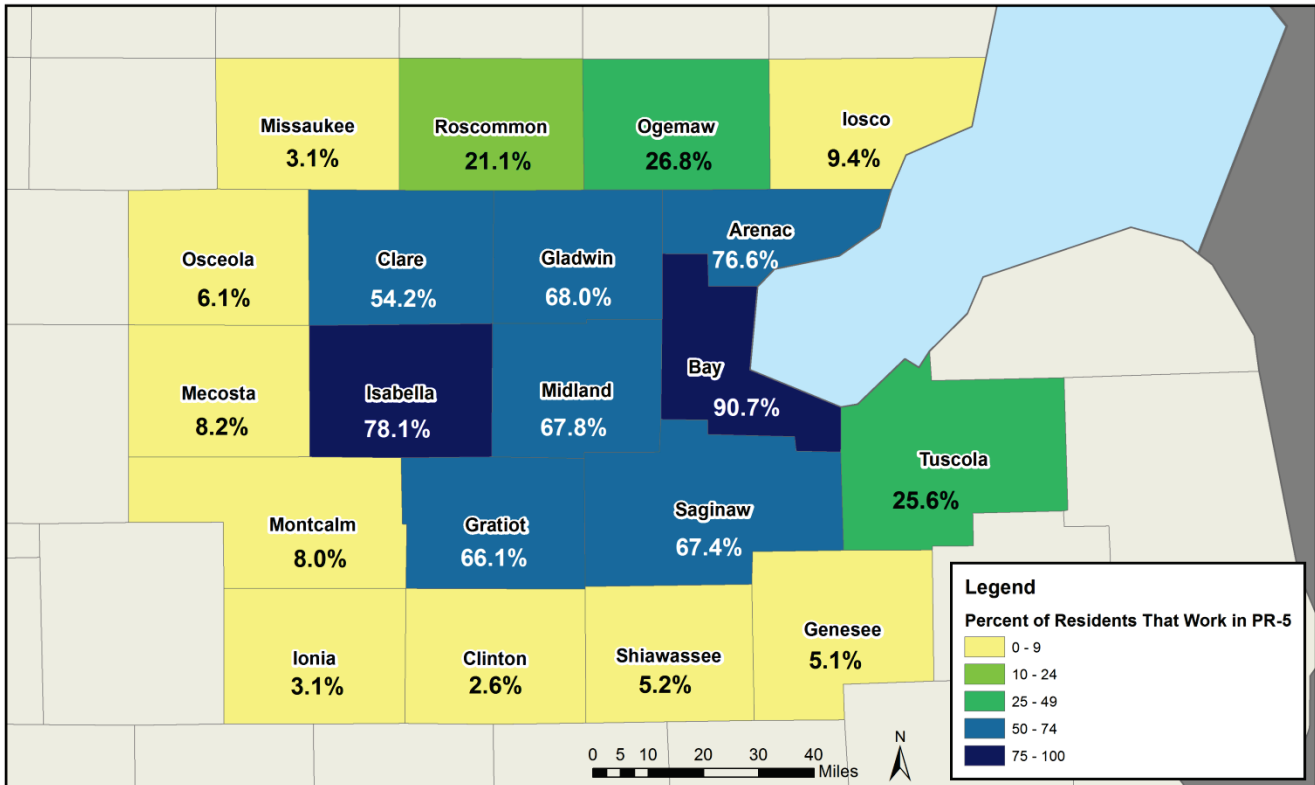 Missaukee
3.1%
Roscommon
21.1%
Ogemaw
26.8%
Iosco
9.4%
Osceola
6.1%
Clare
54.2%
Gladwin
68.0%
Arenac
76.6%
Mecosta
8.2%
Isabella
78.1%
Midland
67.8%
Bay
90.7%
Tuscola
25.6%
Montcalm
8.0%
Gratiot
66.1%
Saginaw
67.4%
Ionia
3.1%
Clinton
2.6%
Shiawassee
5.2%
Genesee
5.1%
Legend
Percent of Residents That Work in PR-5
0 - 9
10 - 24
25 - 49
50 - 74
75 - 100
0 5 10 20 30 40
Miles
N